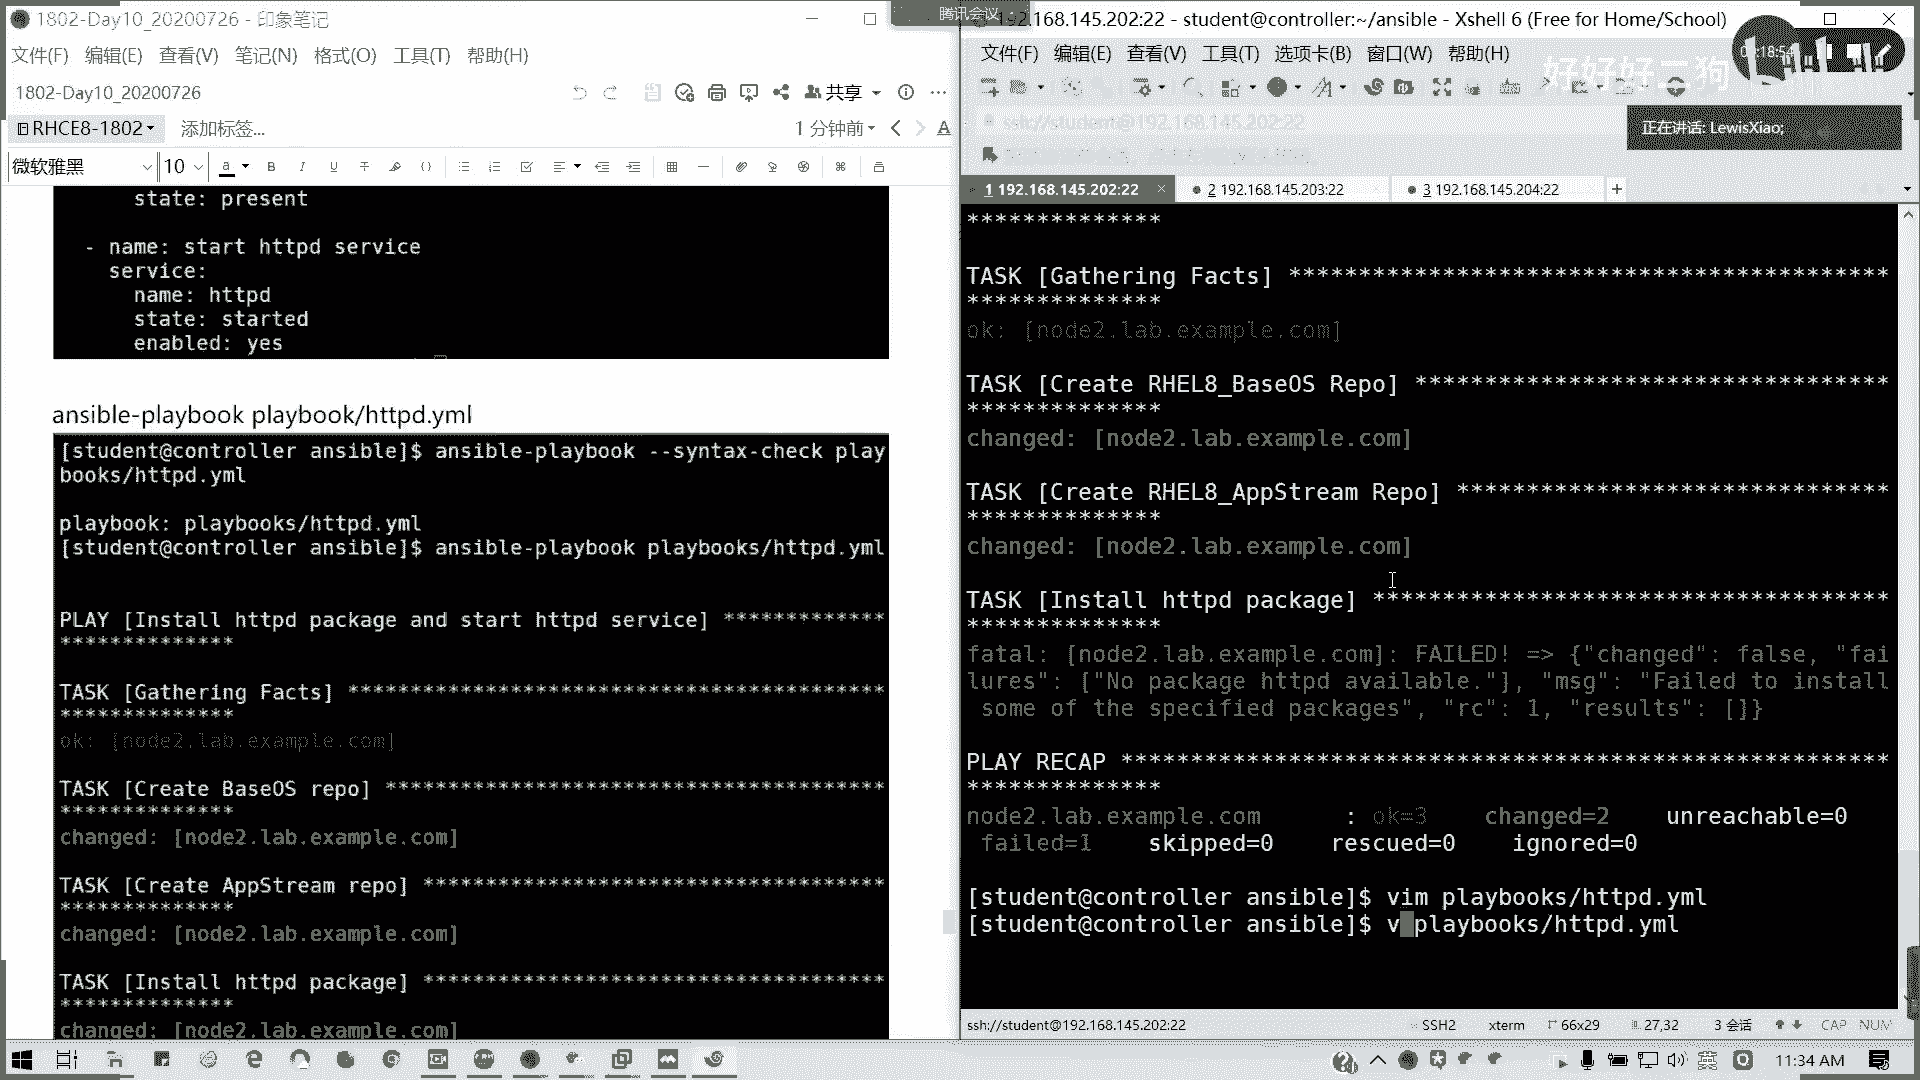 1802-Day10_20200726 - 印象笔记
文件(F) 编辑(E) 查看(V) 笔记(N) 格式(O) 工具(T) 帮助(H)
1802-Day10_20200726
共享
RHCE8-1802
添加标签...
1 分钟前
微软雅黑
10
state: present
- name: start httpd service
service:
name: httpd
state: started
enabled: yes
ansible-playbook playbook/httpd.yml
[student@controller ansible]$ ansible-playbook --syntax-check play
books/httpd.yml
playbook: playbooks/httpd.yml
[student@controller ansible]$ ansible-playbook playbooks/httpd.yml
PLAY [Install httpd package and start httpd service] *************
**************
TASK [Gathering Facts] *******************************************
**************
ok: [node2.lab.example.com]
TASK [Create BaseOS repo] ****************************************
**************
changed: [node2.lab.example.com]
TASK [Create AppStream repo] *************************************
**************
changed: [node2.lab.example.com]
TASK [Install httpd package] *************************************
**************
changed: [node2.lab.example.com]
腾讯会议
192.168.145.202:22 - student@controller:~/ansible - Xshell 6 (Free for Home/School)
文件(F) 编辑(E) 查看(V) 工具(T) 选项卡(B) 窗口(W) 帮助(H)
好好好二狗
ssh://student@192.168.145.202:22
正在讲话: LewisXiao;
1 192.168.145.202:22
2 192.168.145.203:22
3 192.168.145.204:22
**************
TASK [Gathering Facts] *******************************************
**************
ok: [node2.lab.example.com]
TASK [Create RHEL8_BaseOS Repo] **********************************
**************
changed: [node2.lab.example.com]
TASK [Create RHEL8_AppStream Repo] *******************************
**************
changed: [node2.lab.example.com]
TASK [Install httpd package] *************************************
**************
fatal: [node2.lab.example.com]: FAILED! => {"changed": false, "fai
lures": ["No package httpd available."], "msg": "Failed to install
some of the specified packages", "rc": 1, "results": []}
PLAY RECAP *******************************************************
**************
node2.lab.example.com : ok=3 changed=2 unreachable=0
failed=1 skipped=0 rescued=0 ignored=0
[student@controller ansible]$ vim playbooks/httpd.yml
[student@controller ansible]$ v playbooks/httpd.yml
ssh://student@192.168.145.202:22
SSH2
xterm
66x29
27,32
3 会话
CAP NUM
英
11:34 AM